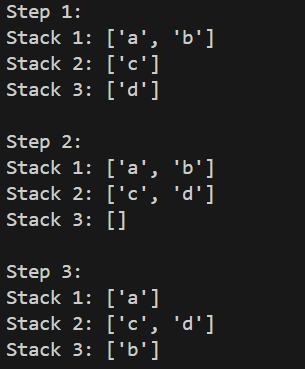 Step 1:
Stack 1: ['a', 'b']
Stack 2: ['c']
Stack 3: ['d']

Step 2:
Stack 1: ['a', 'b']
Stack 2: ['c', 'd']
Stack 3: []

Step 3:
Stack 1: ['a']
Stack 2: ['c', 'd']
Stack 3: ['b']